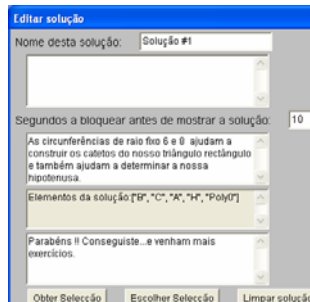 Editar solução
Nome desta solução: Solução #1
Segundos a bloquear antes de mostrar a solução: 10
As circunferências de raio fixo 6 e 8 ajudam a
construir os catetos do nosso triângulo rectângulo
e também ajudam a determinar a nossa
hipotenusa.
Elementos da solução:["B", "C", "A", "H", "Poly0"]
Parabéns !! Conseguiste...e venham mais
exercícios.
Obter Selecção Escolher Selecção Limpar solução